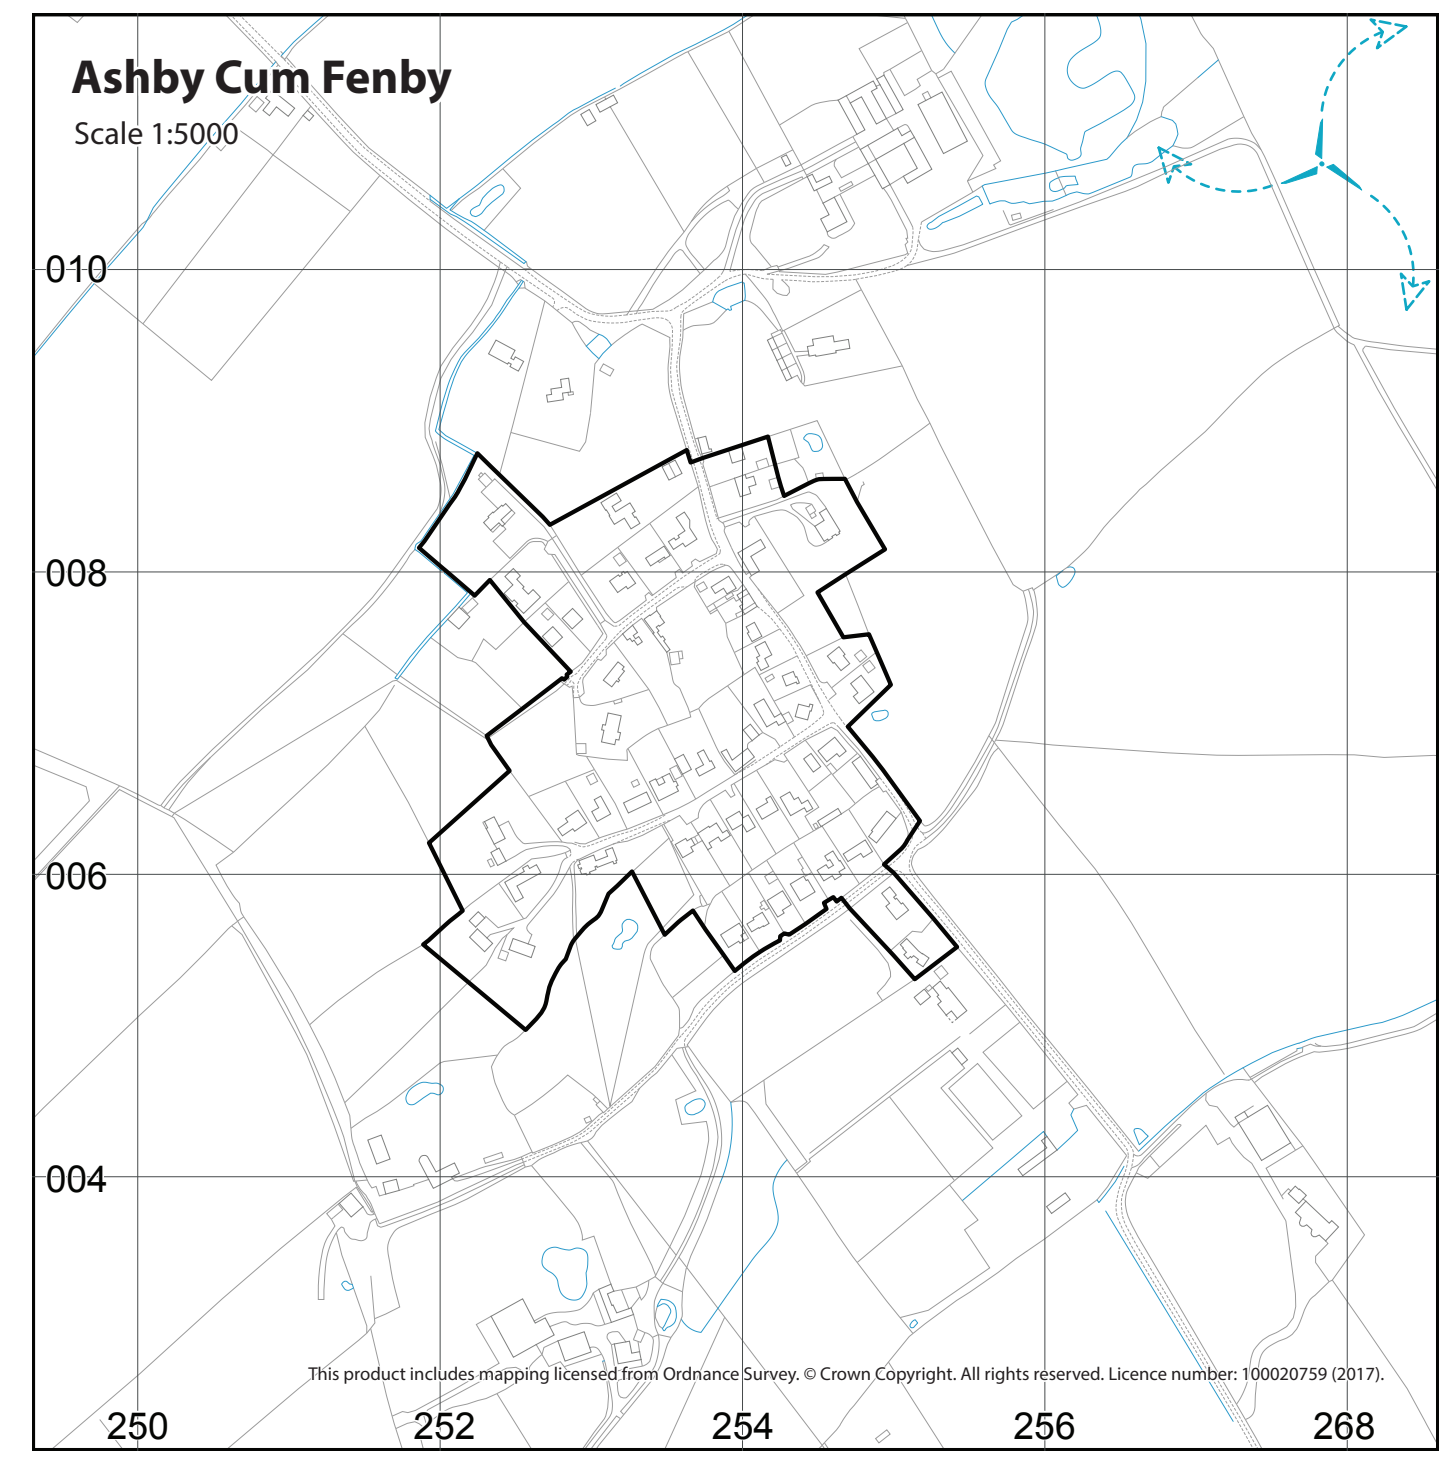 Ashby Cum Fenby
Scale 1:5000
010
008
006
004
This product includes mapping licensed from Ordnance Survey. © Crown Copyright. All rights reserved. Licence number: 100020759 (2017).
250 252 254 256 268